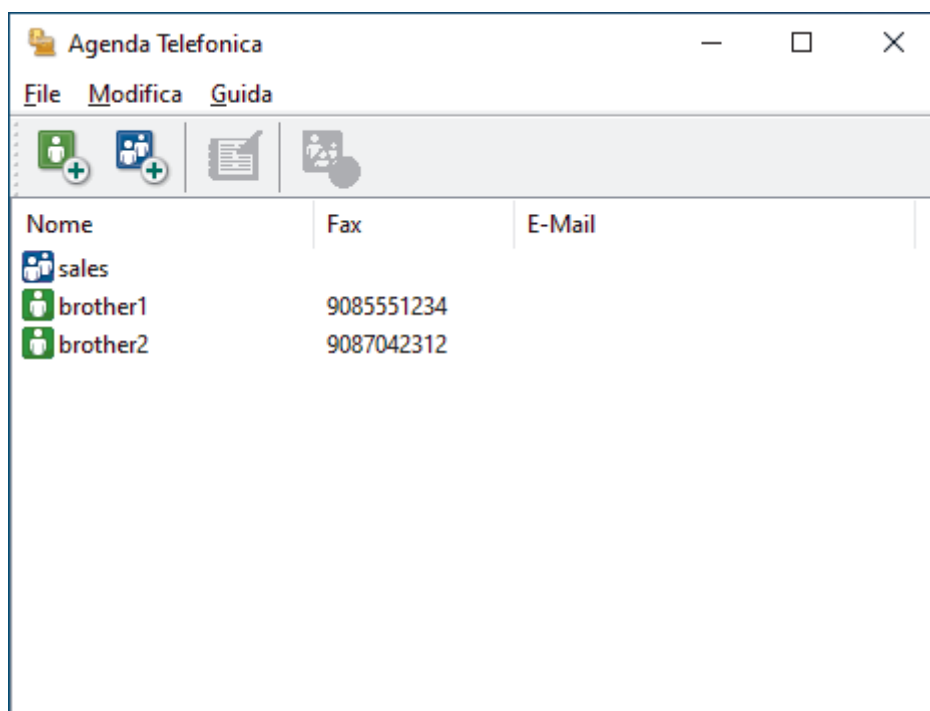 Agenda Telefonica
File Modifica Guida
Nome Fax E-Mail
sales
brother1 9085551234
brother2 9087042312